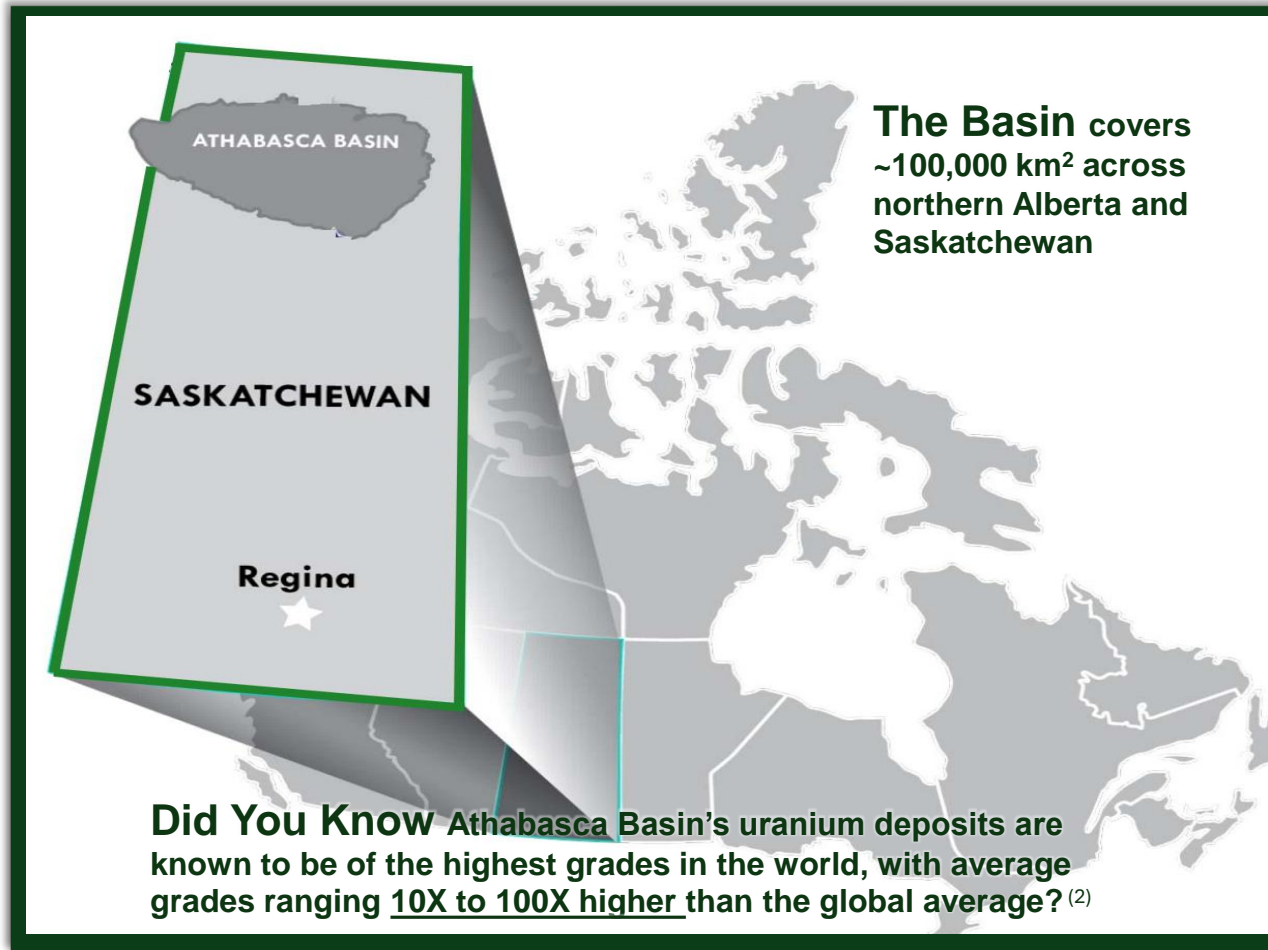 ATHABASCA BASIN
The Basin covers
~100,000 km² across
northern Alberta and
Saskatchewan
SASKATCHEWAN
Regina
Did You Know Athabasca Basin’s uranium deposits are
known to be of the highest grades in the world, with average
grades ranging 10X to 100X higher than the global average? (2)